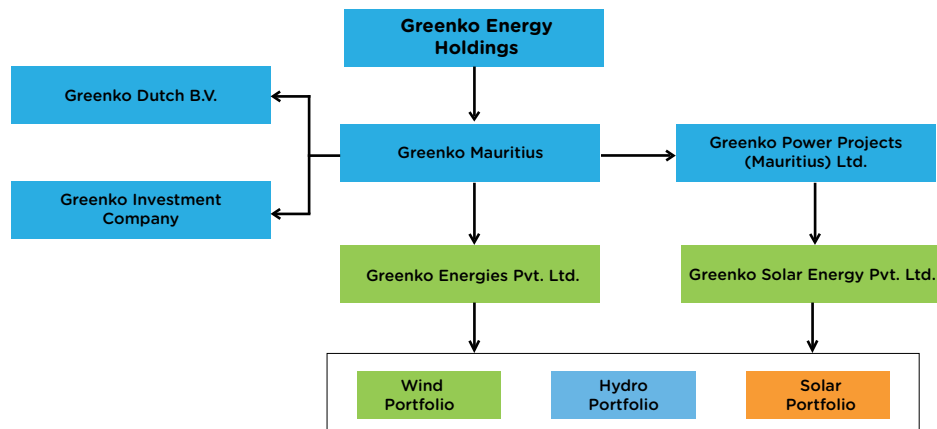 Greenko Energy
Holdings
Greenko Dutch B.V.
Greenko Mauritius
Greenko Power Projects
(Mauritius) Ltd.
Greenko Investment
Company
Greenko Energies Pvt. Ltd.
Greenko Solar Energy Pvt. Ltd.
Wind
Portfolio
Hydro
Portfolio
Solar
Portfolio